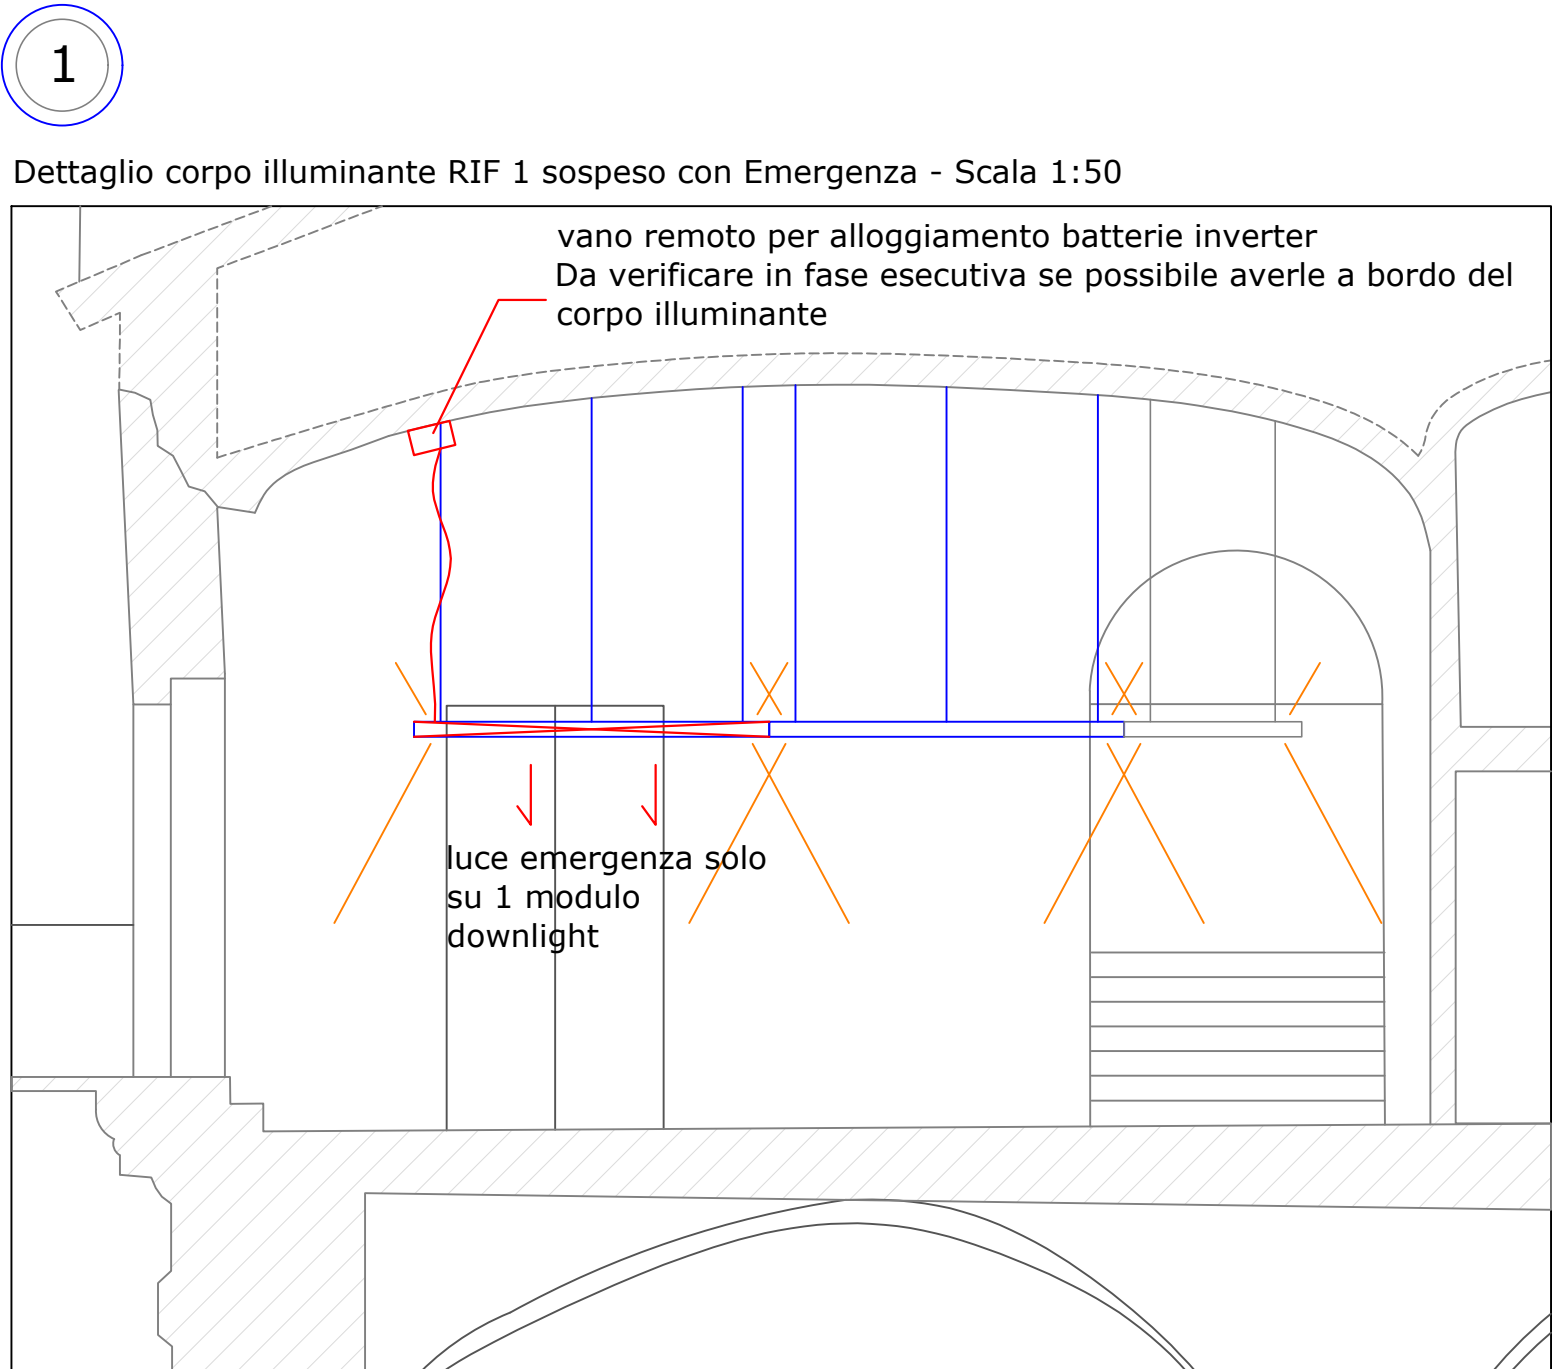 1
Dettaglio corpo illuminante RIF 1 sospeso con Emergenza - Scala 1:50
vano remoto per alloggiamento batterie inverter
Da verificare in fase esecutiva se possibile averle a bordo del
corpo illuminante
luce emergenza solo
su 1 modulo
downlight